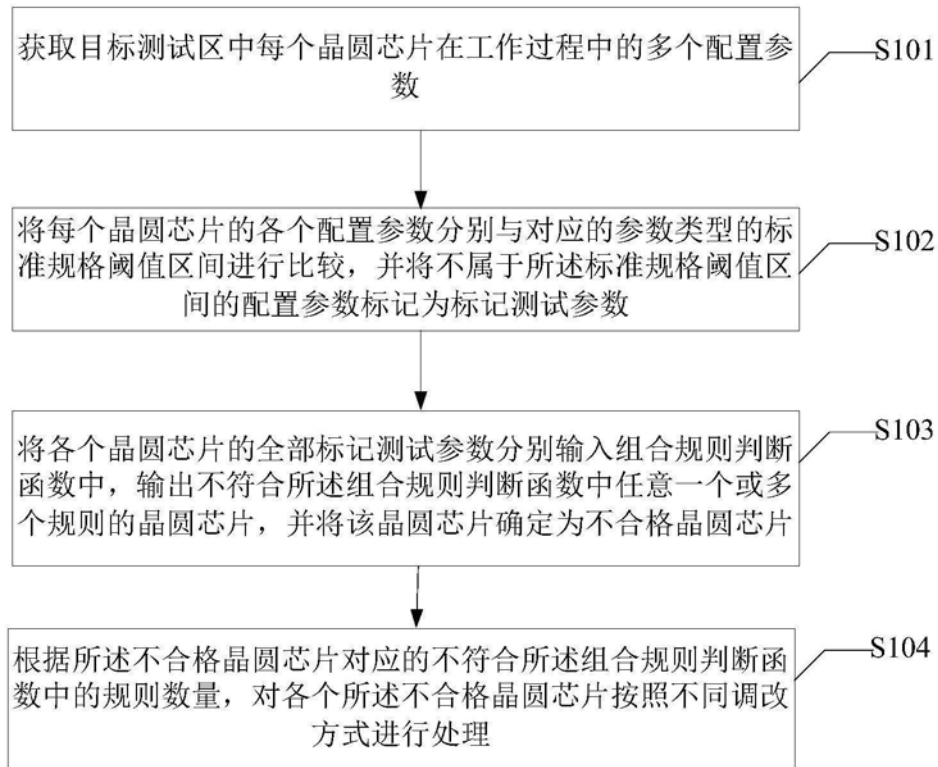 获取目标测试区中每个晶圆芯片在工作过程中的多个配置参
数
S101
将每个晶圆芯片的各个配置参数分别与对应的参数类型的标
准规格阈值区间进行比较，并将不属于所述标准规格阈值区
间的配置参数标记为标记测试参数
S102
将各个晶圆芯片的全部标记测试参数分别输入组合规则判断
函数中，输出不符合所述组合规则判断函数中任意一个或多
个规则的晶圆芯片，并将该晶圆芯片确定为不合格晶圆芯片
S103
根据所述不合格晶圆芯片对应的不符合所述组合规则判断函
数中的规则数量，对各个所述不合格晶圆芯片按照不同调改
方式进行处理
S104